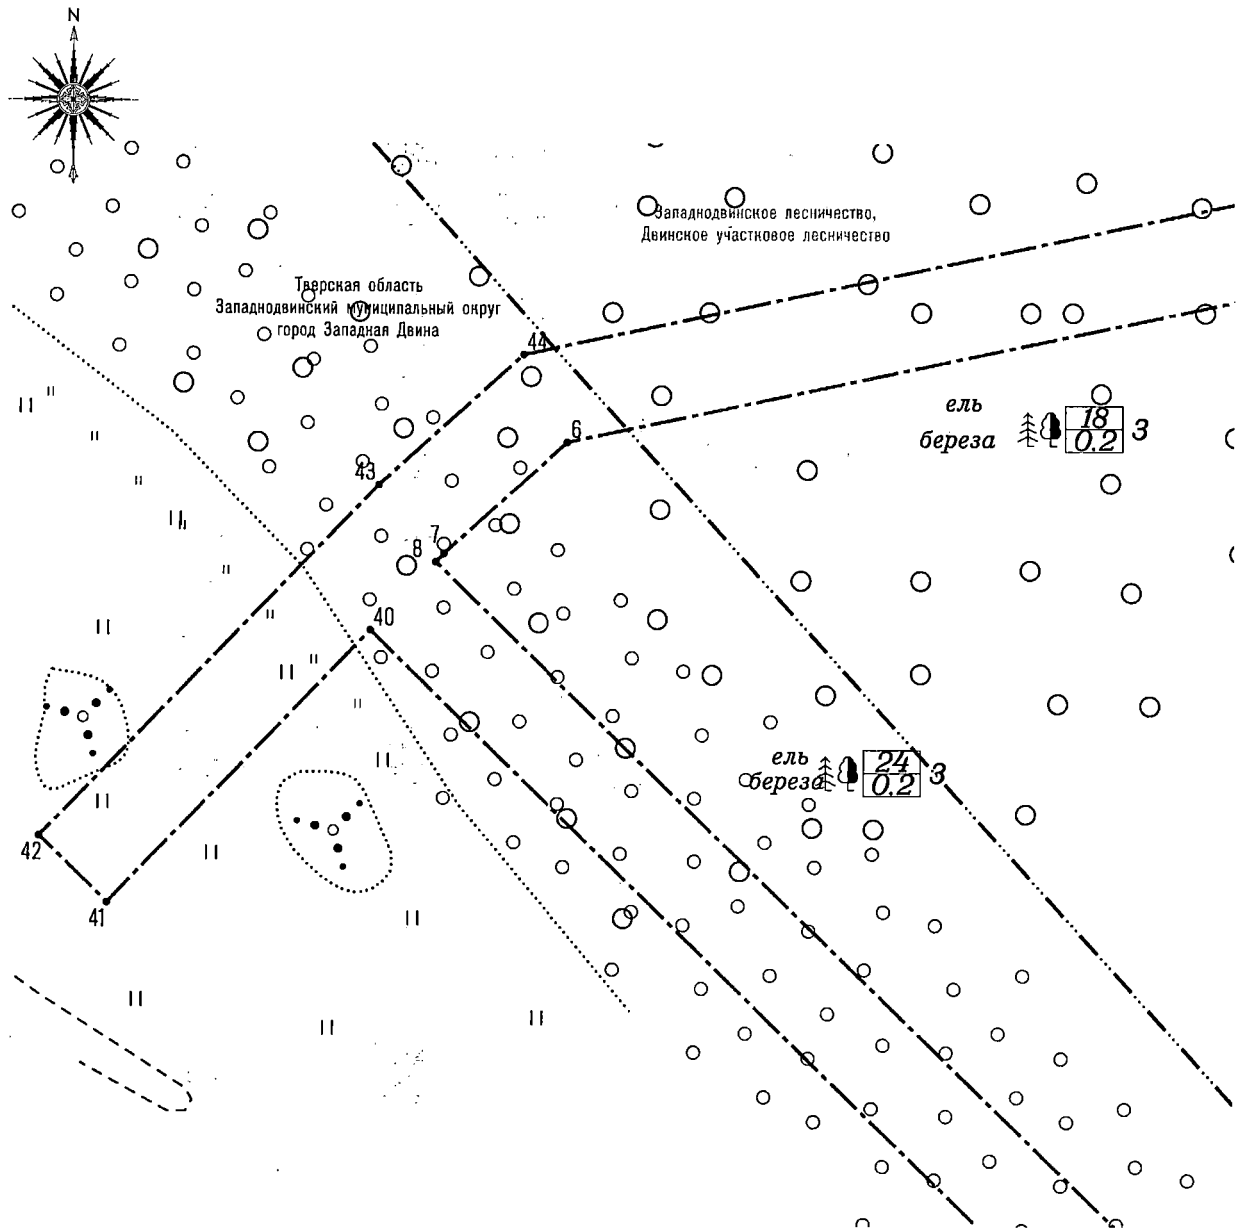 N
Западнодвинское лесничество,
Двинское участковое лесничество
Тверская область
Западнодвинский муниципальный округ
город Западная Двина
44
ель
береза
18
0.2
3
6
43
7
8
40
ель
береза
24
0.2
3
42
41